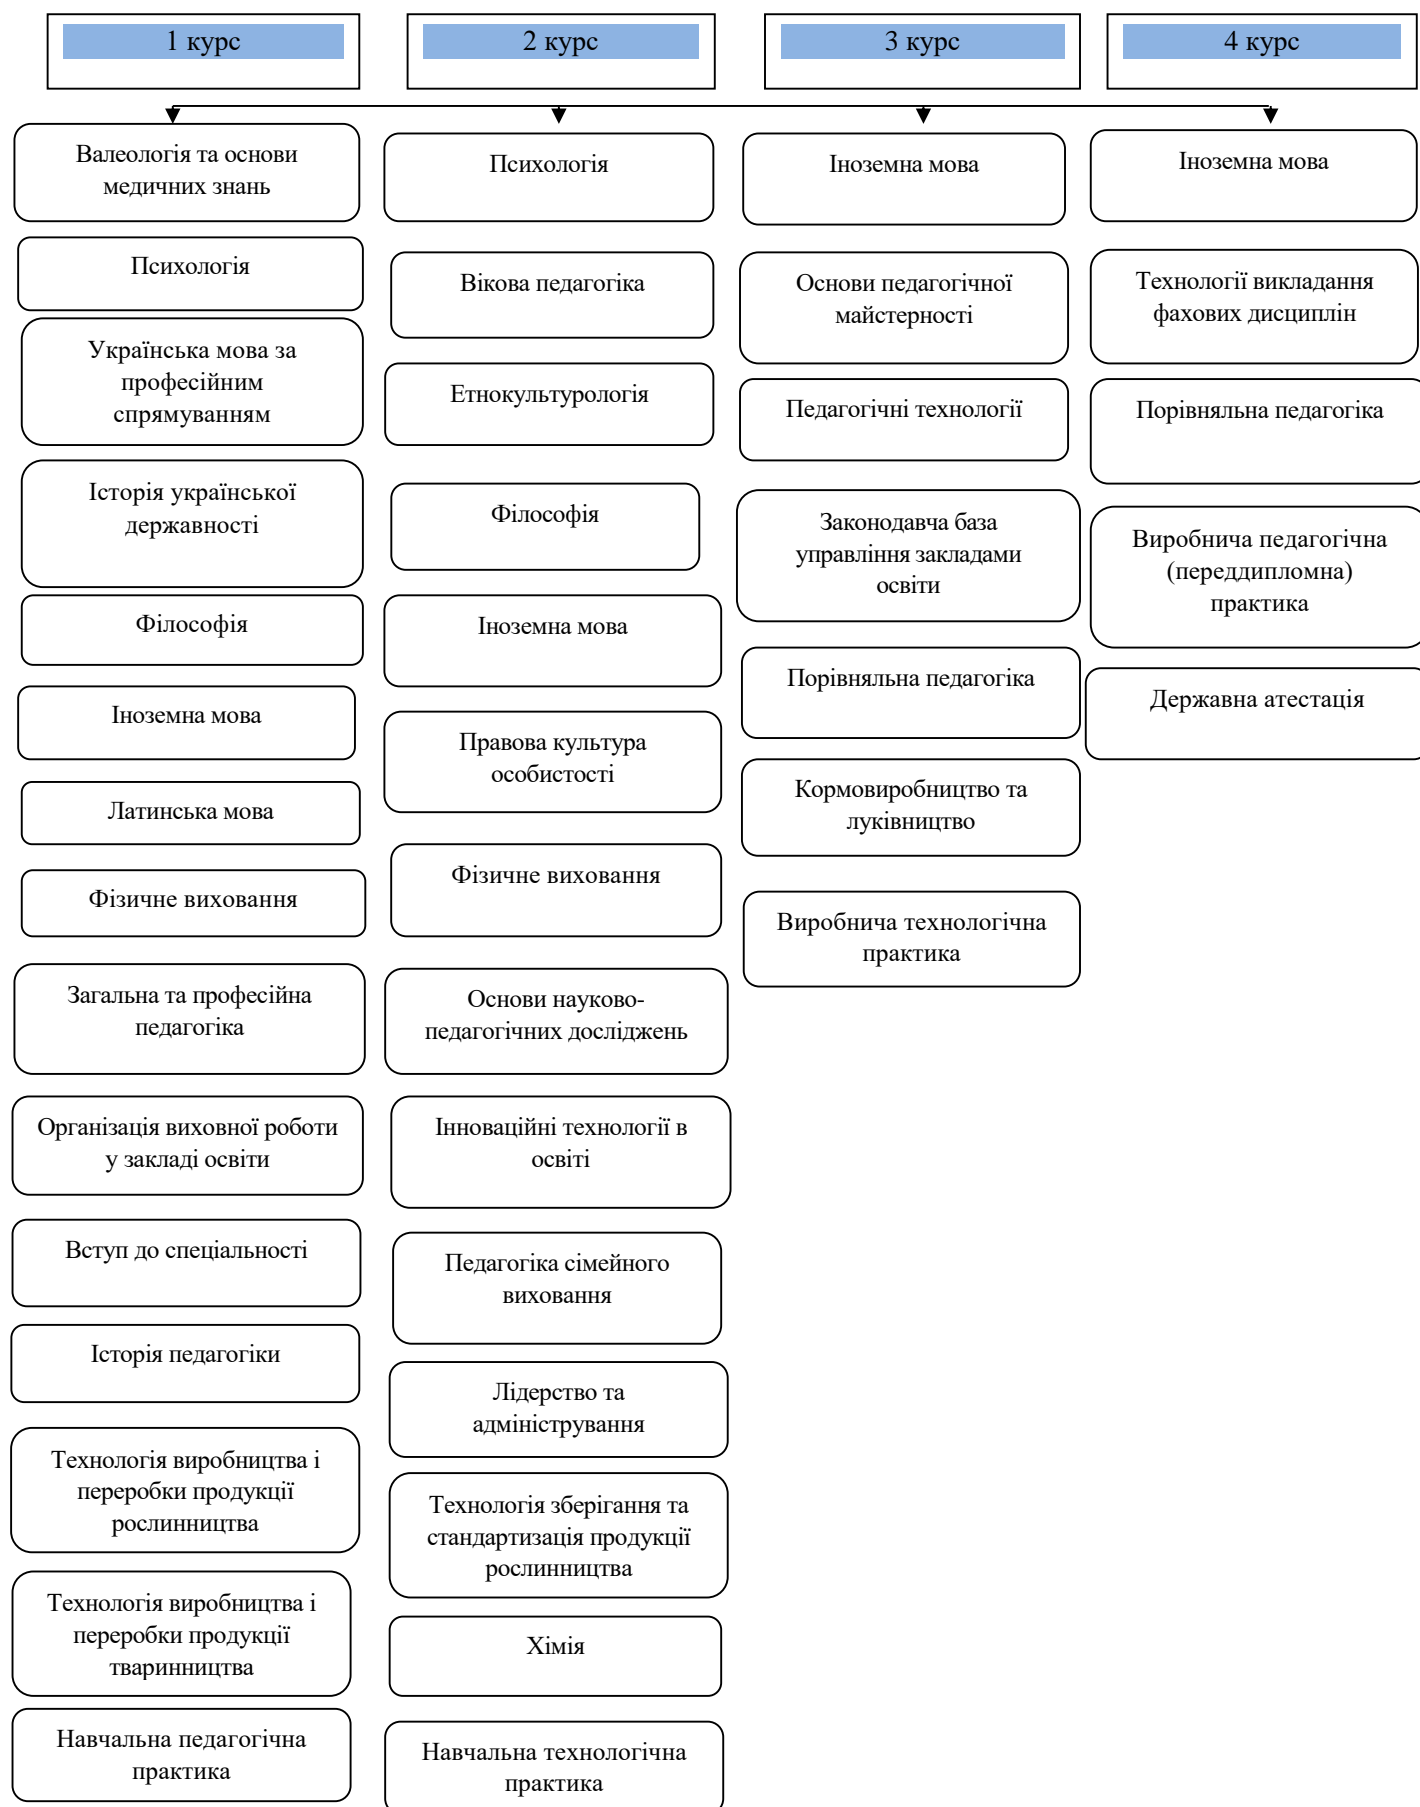 1 курс
2 курс
3 курс
4 курс
Валеологія та основи
медичних знань
Психологія
Українська мова за
професійним
спрямуванням
Історія української
державності
Філософія
Іноземна мова
Латинська мова
Фізичне виховання
Загальна та професійна
педагогіка
Організація виховної роботи
у закладі освіти
Вступ до спеціальності
Історія педагогіки
Технологія виробництва і
переробки продукції
рослинництва
Технологія виробництва і
переробки продукції
тваринництва
Навчальна педагогічна
практика
Психологія
Вікова педагогіка
Етнокультурологія
Філософія
Іноземна мова
Правова культура
особистості
Фізичне виховання
Основи науково-
педагогічних досліджень
Інноваційні технології в
освіті
Педагогіка сімейного
виховання
Лідерство та
адміністрування
Технологія зберігання та
стандартизація продукції
рослинництва
Хімія
Навчальна технологічна
практика
Іноземна мова
Основи педагогічної
майстерності
Педагогічні технології
Законодавча база
управління закладами
освіти
Порівняльна педагогіка
Кормовиробництво та
луківництво
Виробнича технологічна
практика
Іноземна мова
Технології викладання
фахових дисциплін
Порівняльна педагогіка
Виробнича педагогічна
(переддипломна)
практика
Державна атестація